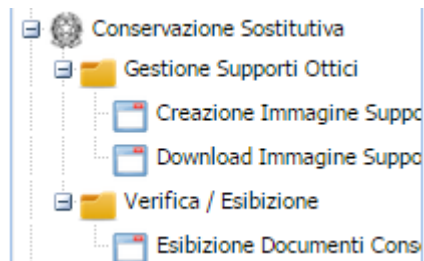 Conservazione Sostitutiva
Gestione Supporti Ottici
Creazione Immagine Suppo
Download Immagine Suppo
Verifica / Esibizione
Esibizione Documenti Cons